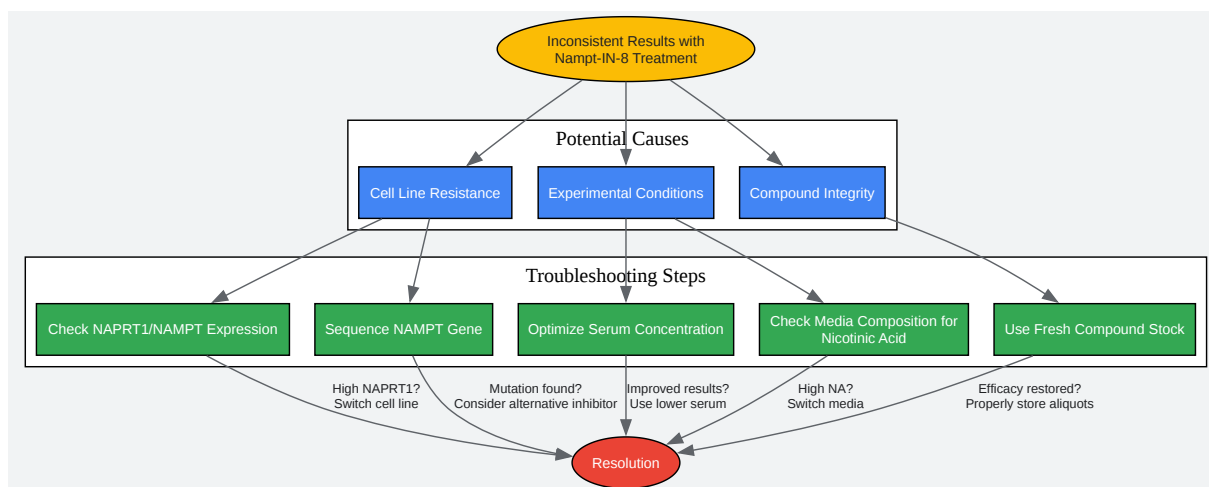 Inconsistent Results with
Nampt-IN-8 Treatment
Potential Causes
Cell Line Resistance
Experimental Conditions
Compound Integrity
Troubleshooting Steps
Check NAPRT1/NAMPT Expression
Sequence NAMPT Gene
Optimize Serum Concentration
Check Media Composition for
Nicotinic Acid
Use Fresh Compound Stock
High NAPRT1?
Switch cell line
Mutation found?
Consider alternative inhibitor
Improved results?
Use lower serum
High NA?
Switch media
Efficacy restored?
Properly store aliquots
Resolution